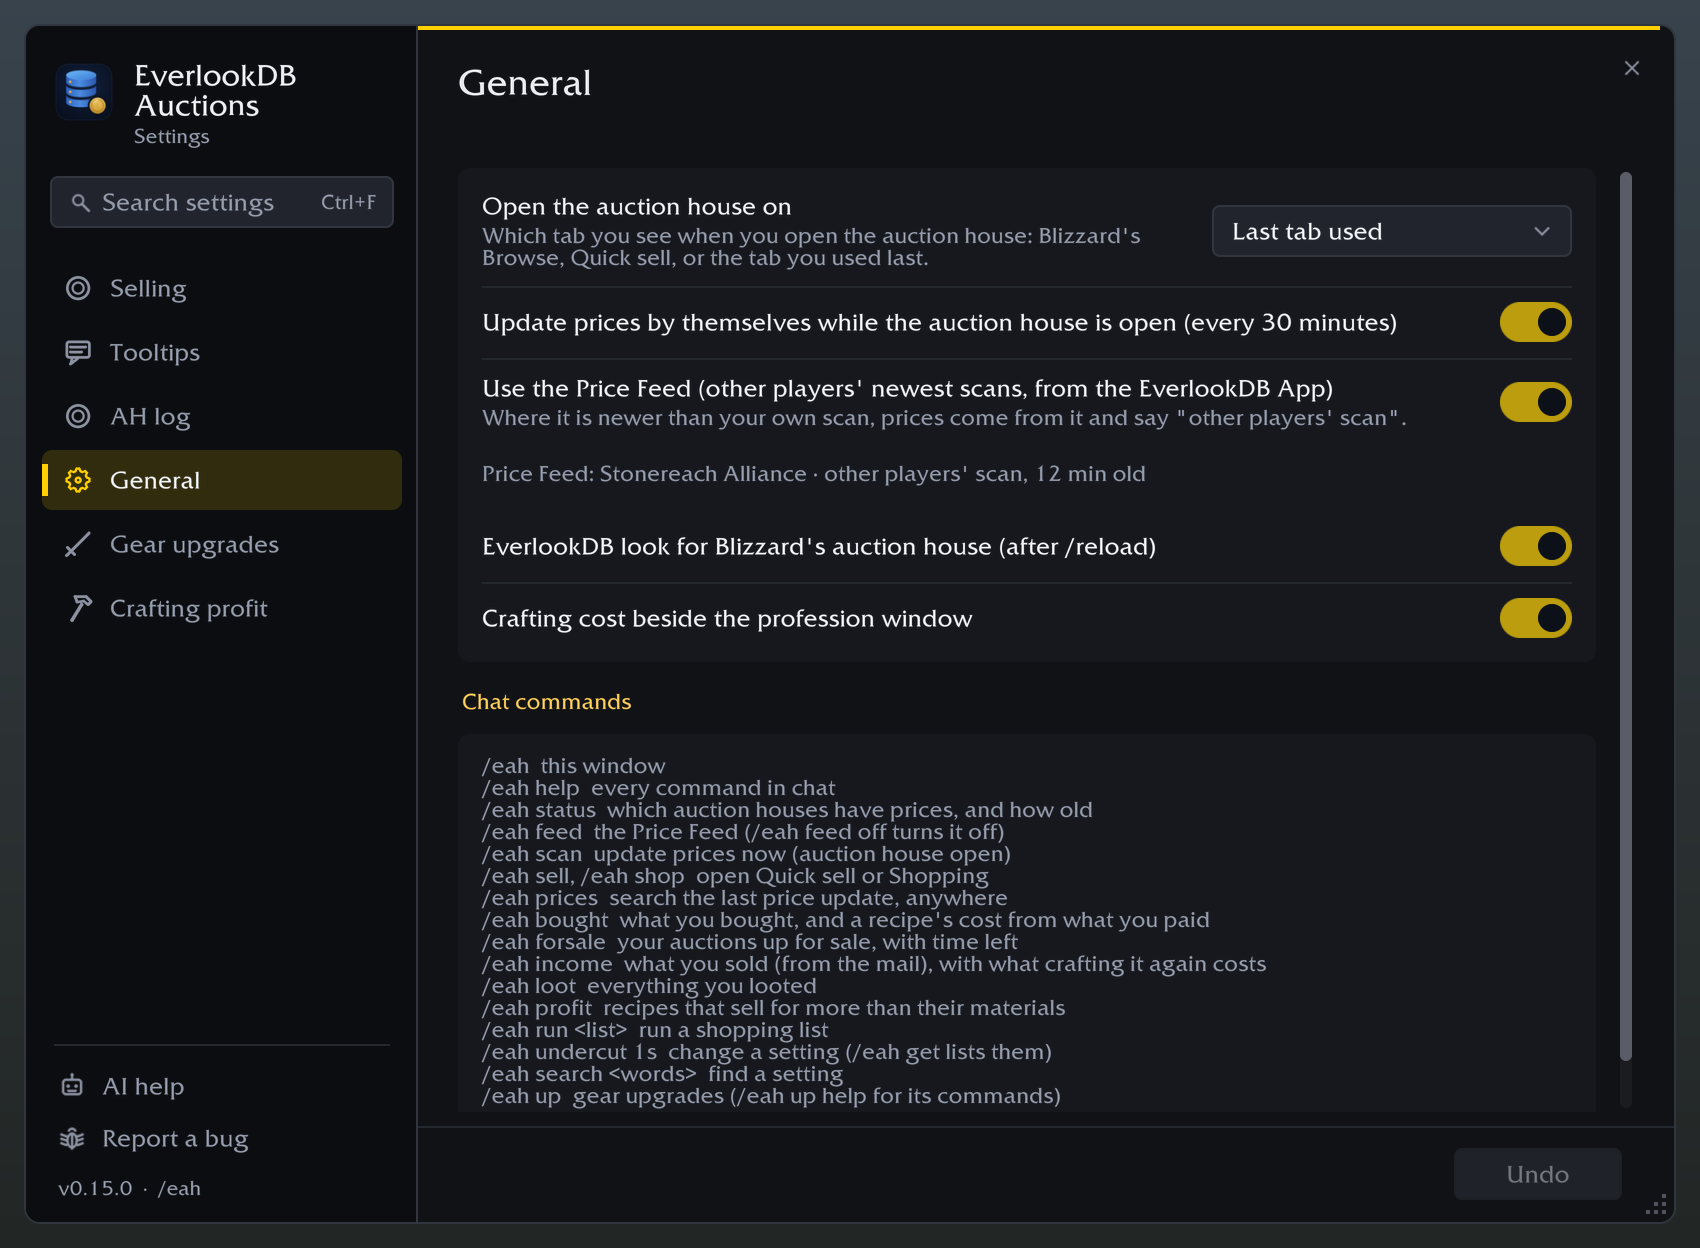 EverlookDB
Auctions
Settings
Search settings Ctrl+F
Selling
Tooltips
AH log
General
Gear upgrades
Crafting profit
AI help
Report a bug
v0.15.0 · /eah
General
Open the auction house on
Which tab you see when you open the auction house: Blizzard's
Browse, Quick sell, or the tab you used last.
Last tab used
Update prices by themselves while the auction house is open (every 30 minutes)
Use the Price Feed (other players' newest scans, from the EverlookDB App)
Where it is newer than your own scan, prices come from it and say "other players' scan".
Price Feed: Stonereach Alliance · other players' scan, 12 min old
EverlookDB look for Blizzard's auction house (after /reload)
Crafting cost beside the profession window
Chat commands
/eah this window
/eah help every command in chat
/eah status which auction houses have prices, and how old
/eah feed the Price Feed (/eah feed off turns it off)
/eah scan update prices now (auction house open)
/eah sell, /eah shop open Quick sell or Shopping
/eah prices search the last price update, anywhere
/eah bought what you bought, and a recipe's cost from what you paid
/eah forsale your auctions up for sale, with time left
/eah income what you sold (from the mail), with what crafting it again costs
/eah loot everything you looted
/eah profit recipes that sell for more than their materials
/eah run <list> run a shopping list
/eah undercut 1s change a setting (/eah get lists them)
/eah search <words> find a setting
/eah up gear upgrades (/eah up help for its commands)
Undo